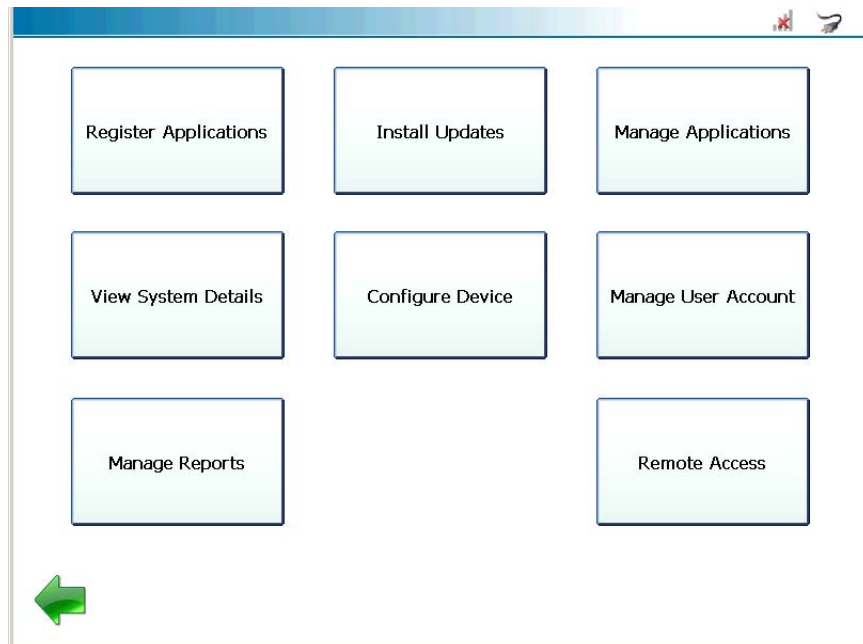 Register Applications
Install Updates
Manage Applications
View System Details
Configure Device
Manage User Account
Manage Reports
Remote Access